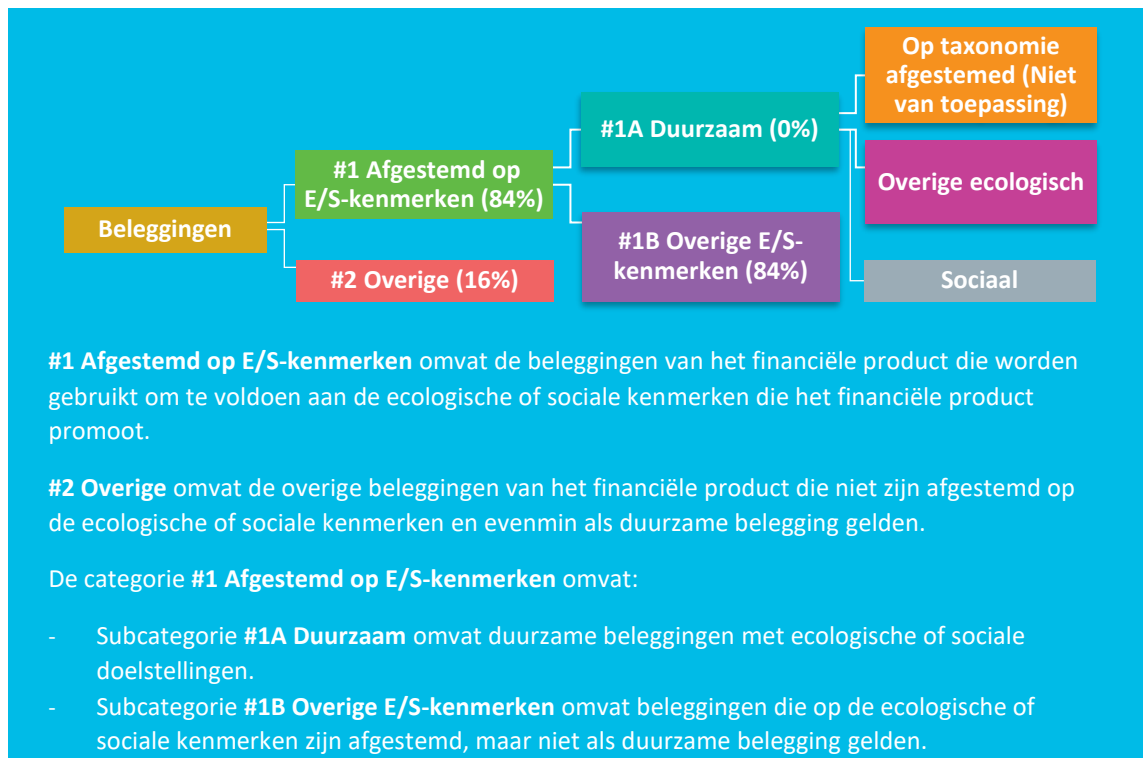 Op taxonomie
afgestemed (Niet
van toepassing)
#1A Duurzaam (0%)
#1 Afgestemd op
E/S-kenmerken (84%)
Overige ecologisch
Beleggingen
#1B Overige E/S-
kenmerken (84%)
#2 Overige (16%)
Sociaal
#1 Afgestemd op E/S-kenmerken omvat de beleggingen van het financiële product die worden
gebruikt om te voldoen aan de ecologische of sociale kenmerken die het financiële product
promoot.
#2 Overige omvat de overige beleggingen van het financiële product die niet zijn afgestemd op
de ecologische of sociale kenmerken en evenmin als duurzame belegging gelden.
De categorie #1 Afgestemd op E/S-kenmerken omvat:
- Subcategorie #1A Duurzaam omvat duurzame beleggingen met ecologische of sociale
doelstellingen.
- Subcategorie #1B Overige E/S-kenmerken omvat beleggingen die op de ecologische of
sociale kenmerken zijn afgestemd, maar niet als duurzame belegging gelden.